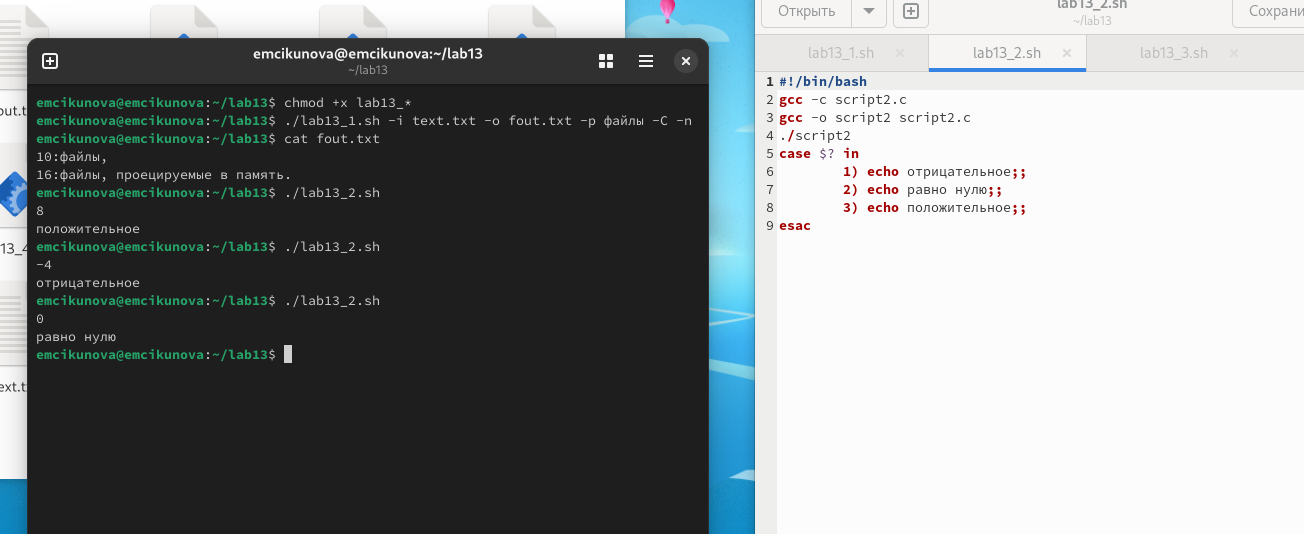 out.t
13_4
ext.t
emcikunova@emcikunova:~/lab13
~/lab13
emcikunova@emcikunova:~/lab13$ chmod +x lab13_*
emcikunova@emcikunova:~/lab13$ ./lab13_1.sh -i text.txt -o fout.txt -p файлы -C -n
emcikunova@emcikunova:~/lab13$ cat fout.txt
10:файлы,
16:файлы, проецируемые в память.
emcikunova@emcikunova:~/lab13$ ./lab13_2.sh
8
положительное
emcikunova@emcikunova:~/lab13$ ./lab13_2.sh
-4
отрицательное
emcikunova@emcikunova:~/lab13$ ./lab13_2.sh
0
равно нулю
emcikunova@emcikunova:~/lab13$
Открыть
lab13_2.sh
~/lab13
Сохрани
lab13_1.sh
lab13_2.sh
lab13_3.sh
1 #!/bin/bash
2 gcc -c script2.c
3 gcc -o script2 script2.c
4 ./script2
5 case $? in
6 1) echo отрицательное;;
7 2) echo равно нулю;;
8 3) echo положительное;;
9 esac